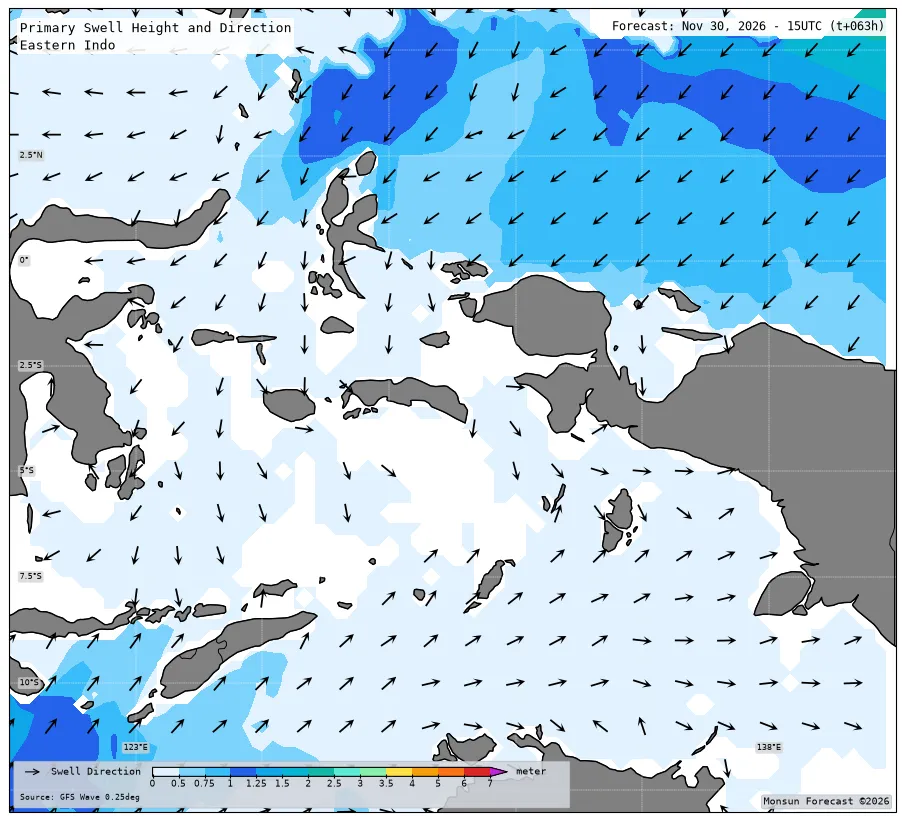 Primary Swell Height and Direction
Eastern Indo
Forecast: Nov 30, 2026 - 15UTC (t+063h)
2.5°N
0°
2.5°S
5°S
7.5°S
10°S
123°E
138°E
Swell Direction
0 0.5 0.75 1 1.25 1.5 2 2.5 3 3.5 4 5 6 7
meter
Source: GFS Wave 0.25deg
Monsun Forecast ©2026